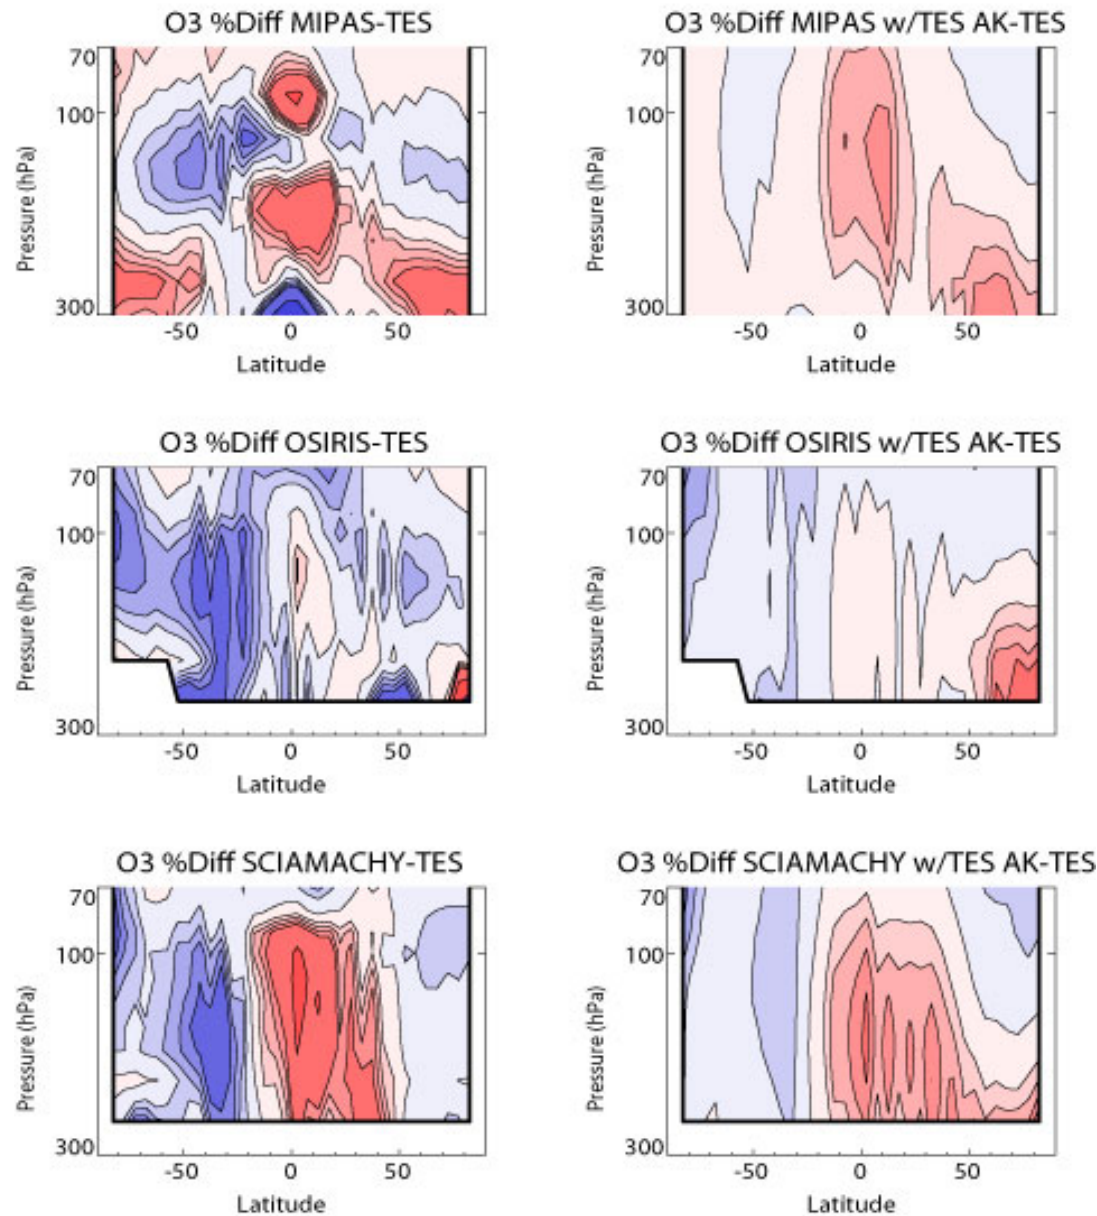 O3 %Diff MIPAS-TES
70
100
300
Pressure (hPa)
-50 0 50
Latitude
O3 %Diff MIPAS w/TES AK-TES
70
100
300
Pressure (hPa)
-50 0 50
Latitude
O3 %Diff OSIRIS-TES
70
100
300
Pressure (hPa)
-50 0 50
Latitude
O3 %Diff OSIRIS w/TES AK-TES
70
100
300
Pressure (hPa)
-50 0 50
Latitude
O3 %Diff SCIAMACHY-TES
70
100
300
Pressure (hPa)
-50 0 50
Latitude
O3 %Diff SCIAMACHY w/TES AK-TES
70
100
300
Pressure (hPa)
-50 0 50
Latitude